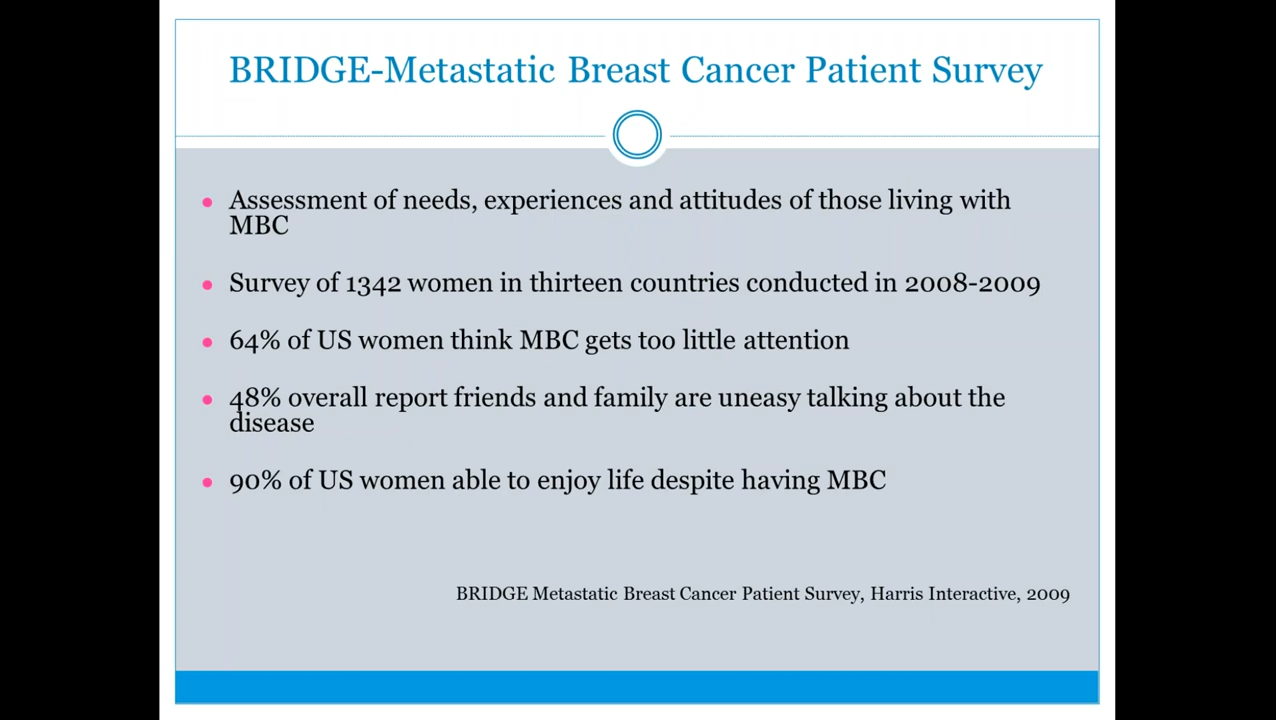 BRIDGE-Metastatic Breast Cancer Patient Survey
• Assessment of needs, experiences and attitudes of those living with
MBC
• Survey of 1342 women in thirteen countries conducted in 2008-2009
• 64% of US women think MBC gets too little attention
• 48% overall report friends and family are uneasy talking about the
disease
• 90% of US women able to enjoy life despite having MBC
BRIDGE Metastatic Breast Cancer Patient Survey, Harris Interactive, 2009